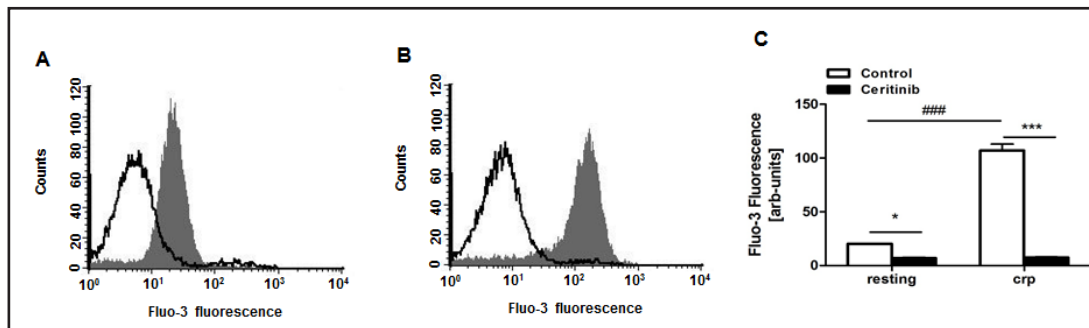 A
120
100
80
60
40
20
0
Counts
10⁰ 10¹ 10² 10³ 10⁴
Fluo-3 fluorescence
B
120
100
80
60
40
20
0
Counts
10⁰ 10¹ 10² 10³ 10⁴
Fluo-3 fluorescence
C
Control
Ceritinib
150
100
50
0
Fluo-3 Fluorescence
[arb-units]
###
***
*
resting crp